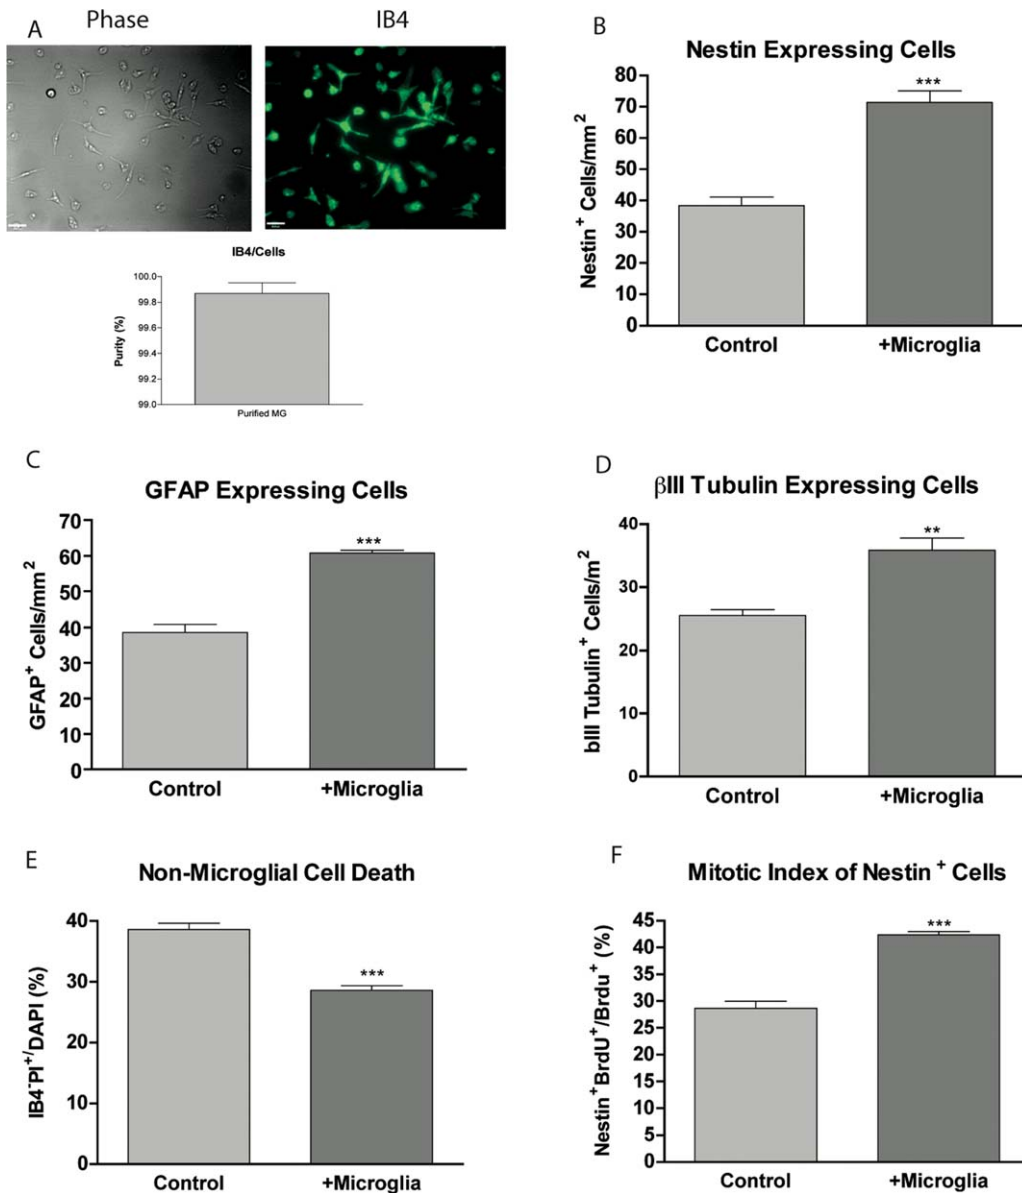 A
Phase
IB4
IB4/Cells
100.0
99.8
99.6
99.4
99.2
99.0
Purity (%)
Purified MG
B
Nestin Expressing Cells
80
70
60
50
40
30
20
10
0
Nestin⁺ Cells/mm²
***
Control
+Microglia
C
GFAP Expressing Cells
70
60
50
40
30
20
10
0
GFAP⁺ Cells/mm²
***
Control
+Microglia
D
βIII Tubulin Expressing Cells
40
30
20
10
0
bIII Tubulin⁺ Cells/m²
**
Control
+Microglia
E
Non-Microglial Cell Death
40
30
20
10
0
IB4⁻PI⁺/DAPI (%)
***
Control
+Microglia
F
Mitotic Index of Nestin⁺ Cells
45
40
35
30
25
20
15
10
5
0
Nestin⁺BrdU⁺/Brdu⁺ (%)
***
Control
+Microglia